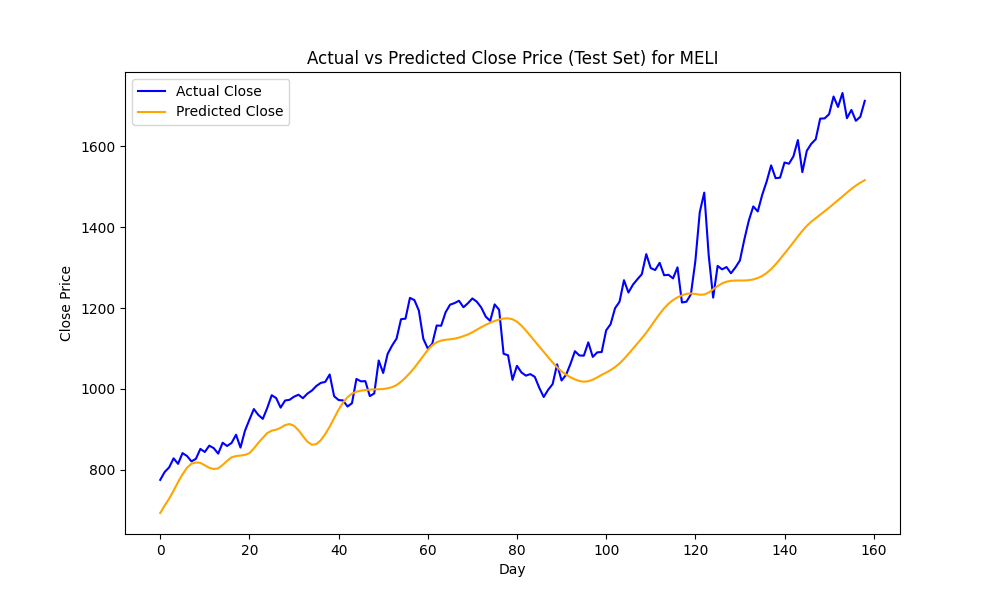 Actual vs Predicted Close Price (Test Set) for MELI
Actual Close
Predicted Close
Close Price
1600
1400
1200
1000
800
0 20 40 60 80 100 120 140 160
Day